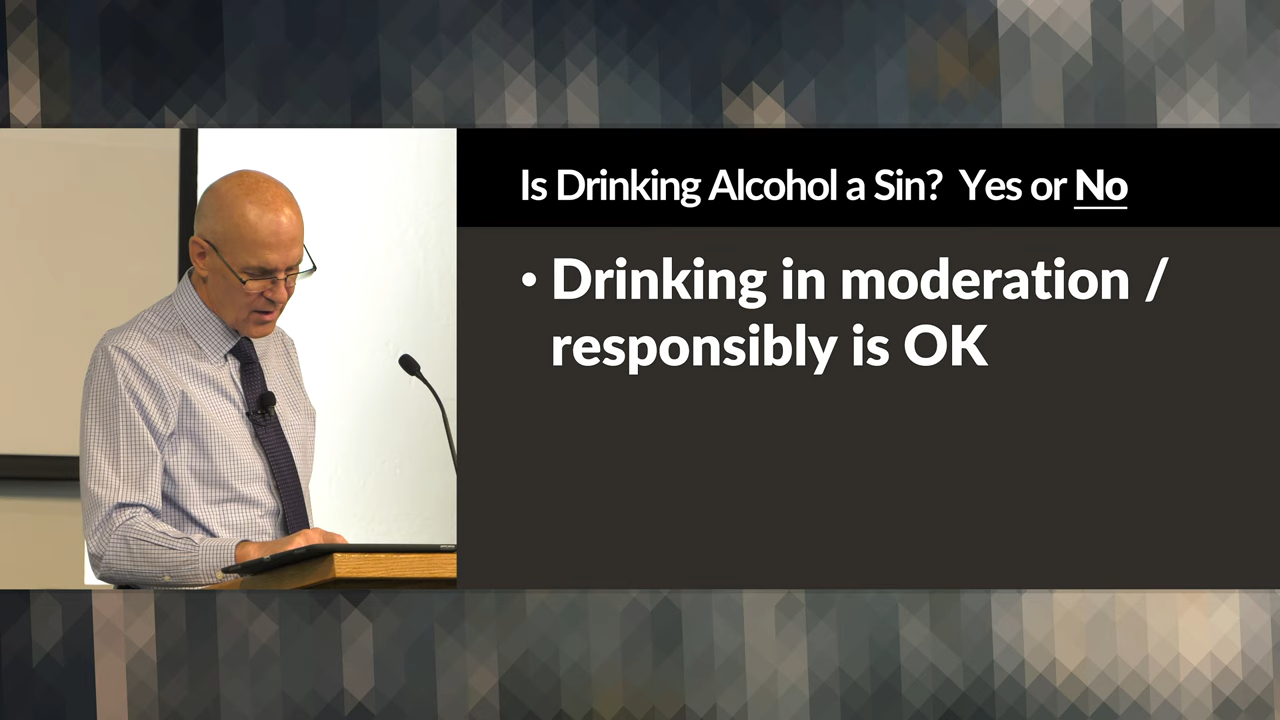 Is Drinking Alcohol a Sin?  Yes or No
• Drinking in moderation /
responsibly is OK